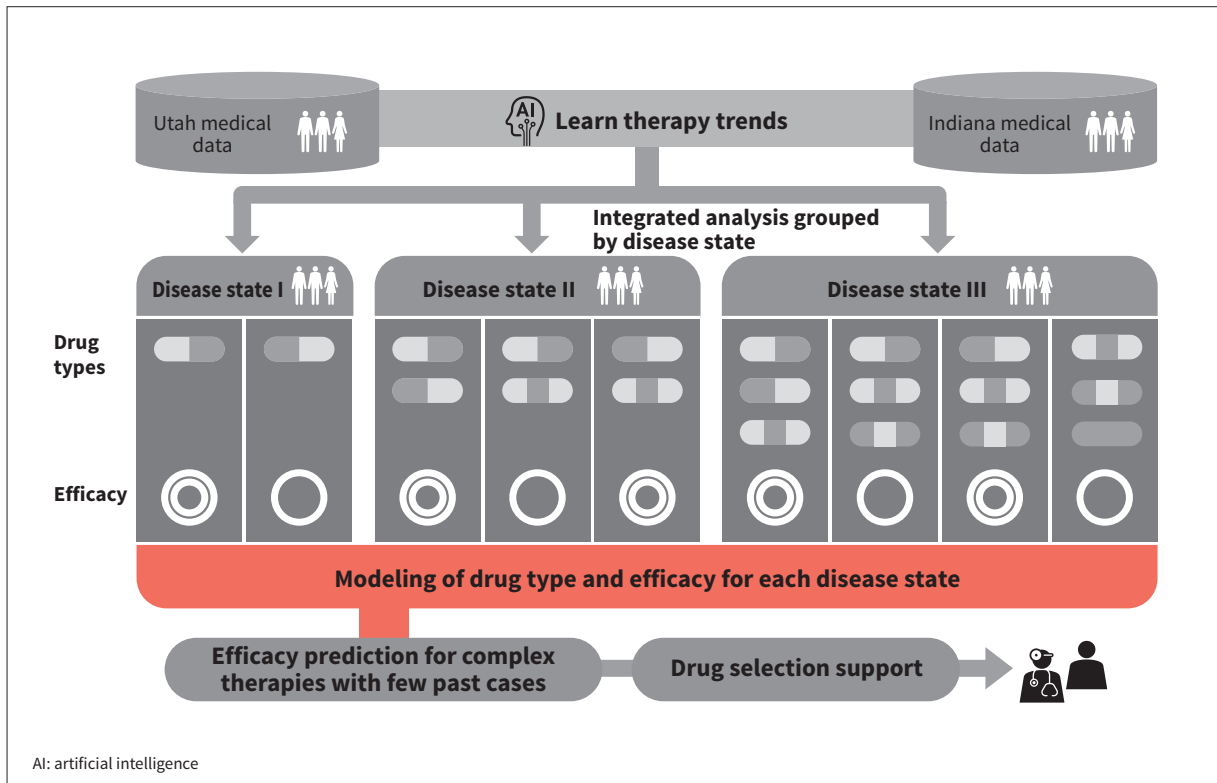 Utah medical
data
AI
Learn therapy trends
Indiana medical
data
Integrated analysis grouped
by disease state
Disease state I
Disease state II
Disease state III
Drug
types
Efficacy
Modeling of drug type and efficacy for each disease state
Efficacy prediction for complex
therapies with few past cases
Drug selection support
AI: artificial intelligence